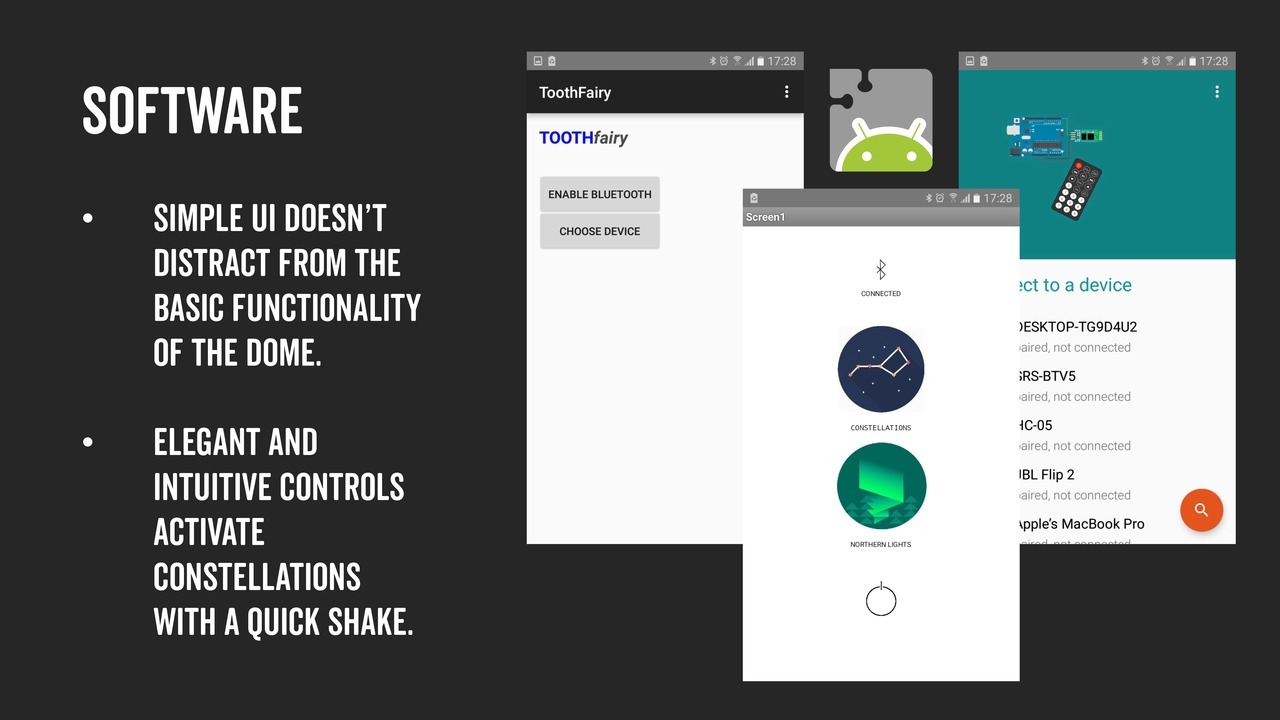 SOFTWARE
• SIMPLE UI DOESN'T
DISTRACT FROM THE
BASIC FUNCTIONALITY
OF THE DOME.
• ELEGANT AND
INTUITIVE CONTROLS
ACTIVATE
CONSTELLATIONS
WITH A QUICK SHAKE.
17:28
ToothFairy
TOOTHfairy
ENABLE BLUETOOTH
CHOOSE DEVICE
17:28
Screen1
CONNECTED
CONSTELLATIONS
NORTHERN LIGHTS
17:28
ect to a device
DESKTOP-TG9D4U2
aired, not connected
SRS-BTV5
aired, not connected
HC-05
aired, not connected
JBL Flip 2
aired, not connected
Apple's MacBook Pro
aired, not connected